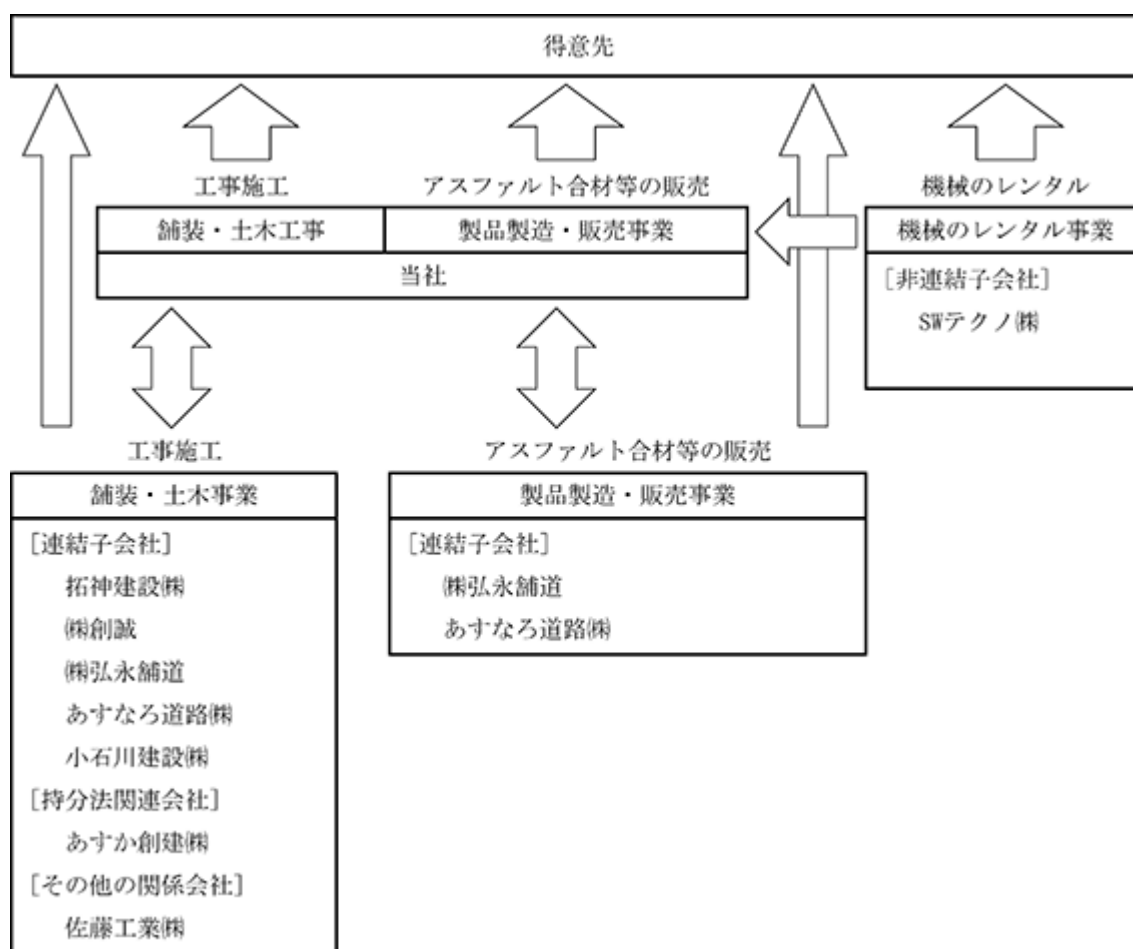 得意先
工事施工
アスファルト合材等の販売
機械のレンタル
舗装・土木工事
製品製造・販売事業
機械のレンタル事業
当社
[非連結子会社]
SWテクノ㈱
工事施工
アスファルト合材等の販売
舗装・土木事業
製品製造・販売事業
[連結子会社]
拓神建設㈱
㈱創誠
㈱弘永舗道
あすなろ道路㈱
小石川建設㈱
[持分法関連会社]
あすか創建㈱
[その他の関係会社]
佐藤工業㈱
[連結子会社]
㈱弘永舗道
あすなろ道路㈱